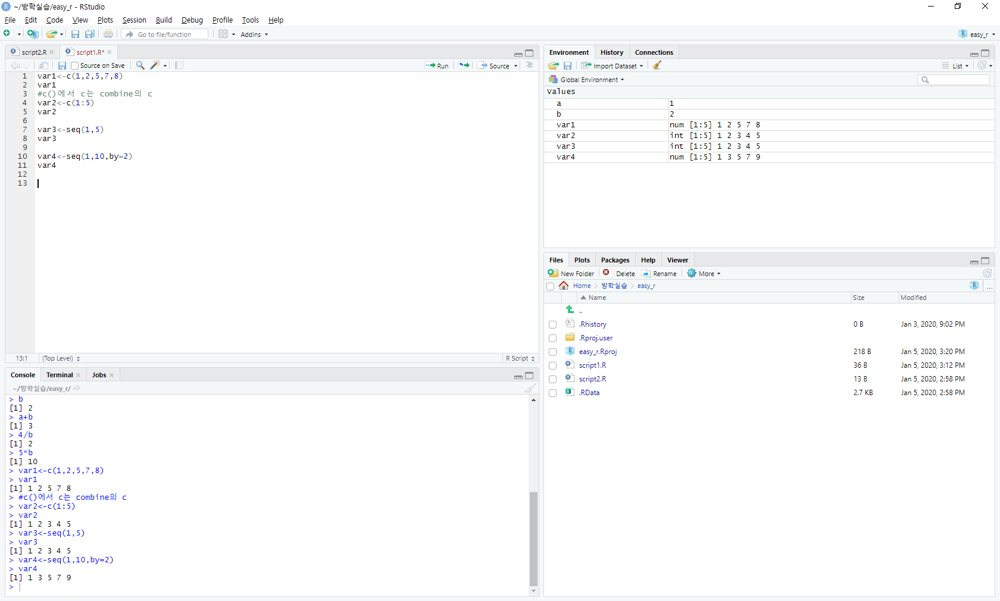 ~/방학실습/easy_r - RStudio
File Edit Code View Plots Session Build Debug Profile Tools Help
Go to file/function Addins easy_r
script2.R script1.R*
Source on Save Run Source
1 var1<-c(1,2,5,7,8)
2 var1
3 #c()에서 c는 combine의 c
4 var2<-c(1:5)
5 var2
6
7 var3<-seq(1,5)
8 var3
9
10 var4<-seq(1,10,by=2)
11 var4
12
13
13:1 (Top Level) R Script
Console Terminal Jobs
~/방학실습/easy_r/
> b
[1] 2
> a+b
[1] 3
> 4/b
[1] 2
> 5*b
[1] 10
> var1<-c(1,2,5,7,8)
> var1
[1] 1 2 5 7 8
> #c()에서 c는 combine의 c
> var2<-c(1:5)
> var2
[1] 1 2 3 4 5
> var3<-seq(1,5)
> var3
[1] 1 2 3 4 5
> var4<-seq(1,10,by=2)
> var4
[1] 1 3 5 7 9
>
Environment History Connections
Import Dataset List
Global Environment
Values
a 1
b 2
var1 num [1:5] 1 2 5 7 8
var2 int [1:5] 1 2 3 4 5
var3 int [1:5] 1 2 3 4 5
var4 num [1:5] 1 3 5 7 9
Files Plots Packages Help Viewer
New Folder Delete Rename More
Home 방학실습 easy_r ...
Name Size Modified
..
.Rhistory 0 B Jan 3, 2020, 9:02 PM
.Rproj.user
easy_r.Rproj 218 B Jan 5, 2020, 3:20 PM
script1.R 36 B Jan 5, 2020, 3:12 PM
script2.R 13 B Jan 5, 2020, 2:58 PM
.RData 2.7 KB Jan 5, 2020, 2:58 PM